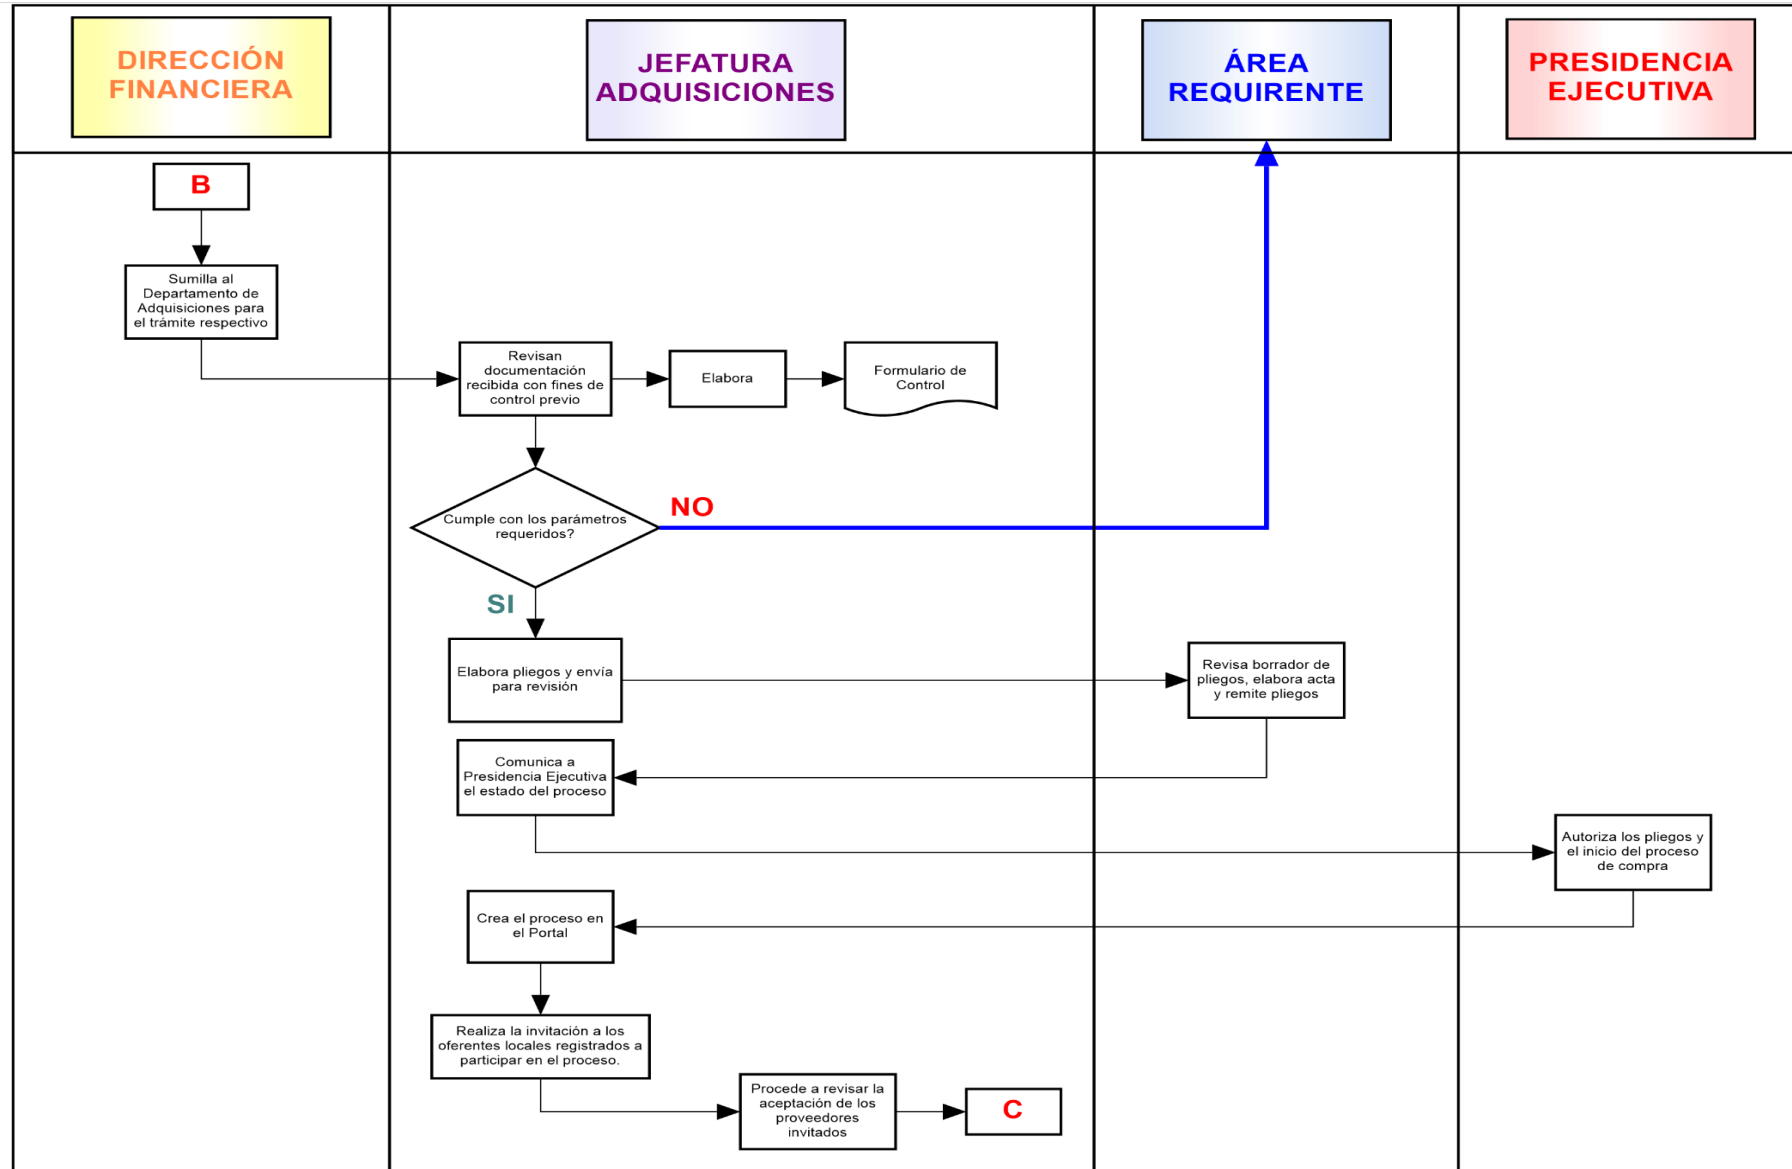 DIRECCIÓN
FINANCIERA
JEFATURA
ADQUISICIONES
ÁREA
REQUIRENTE
PRESIDENCIA
EJECUTIVA
B
Sumilla al
Departamento de
Adquisiciones para
el trámite respectivo
Revisan
documentación
recibida con fines de
control previo
Elabora
Formulario de
Control
Cumple con los parámetros
requeridos?
NO
SI
Elabora pliegos y envía
para revisión
Revisa borrador de
pliegos, elabora acta
y remite pliegos
Comunica a
Presidencia Ejecutiva
el estado del proceso
Autoriza los pliegos y
el inicio del proceso
de compra
Crea el proceso en
el Portal
Realiza la invitación a los
oferentes locales registrados a
participar en el proceso.
Procede a revisar la
aceptación de los
proveedores
invitados
C